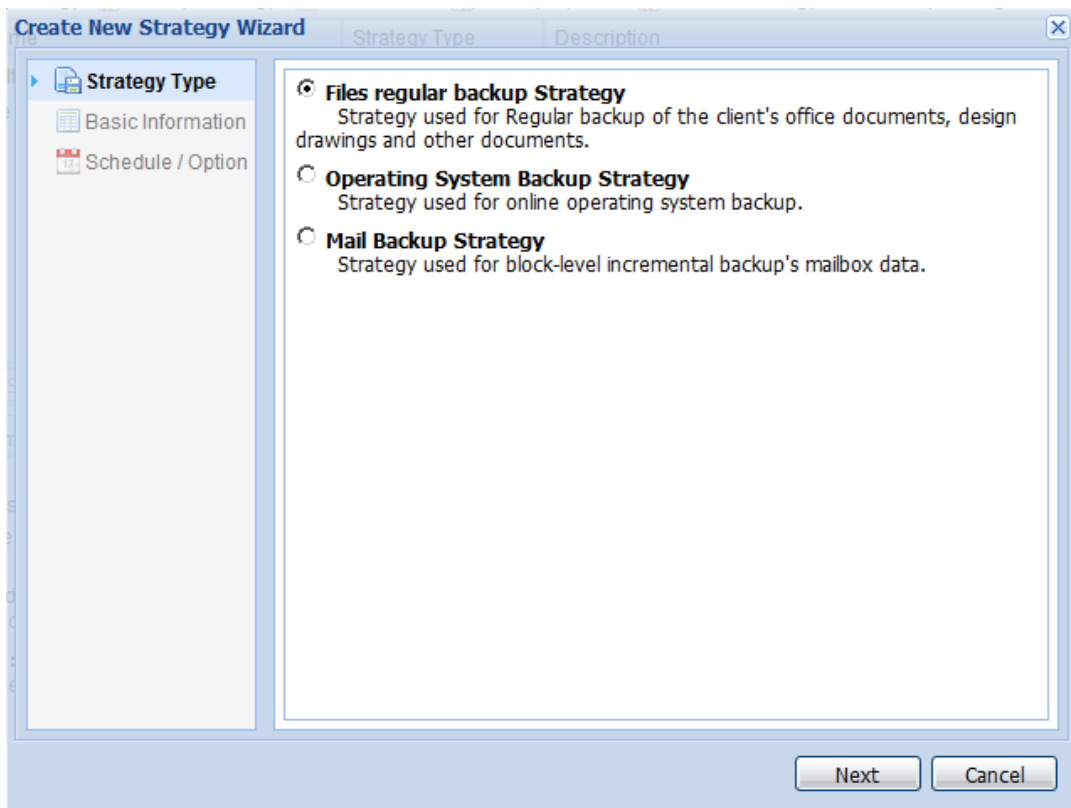 Create New Strategy Wizard
Strategy Type
Description
Strategy Type
Basic Information
Schedule / Option
Files regular backup Strategy
Strategy used for Regular backup of the client's office documents, design
drawings and other documents.
Operating System Backup Strategy
Strategy used for online operating system backup.
Mail Backup Strategy
Strategy used for block-level incremental backup's mailbox data.
Next
Cancel